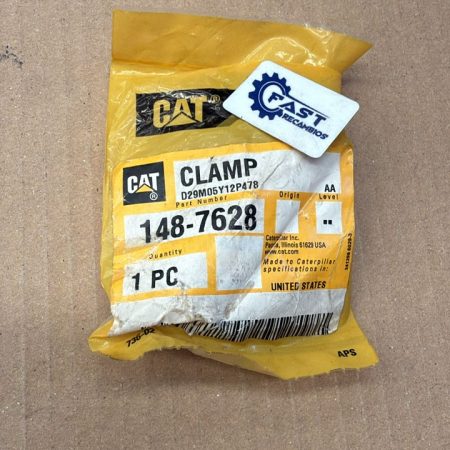 CAT®
FAST
RECAMBIOS
CAT®
CLAMP
D29M05Y12P47B
Part Number
Origin
AA
Level
148-7628
..
Caterpillar Inc.
Peoria, Illinois 61629 USA
www.cat.com
Quantity
Made to Caterpillar
specifications in:
1 PC
UNITED STATES
APS